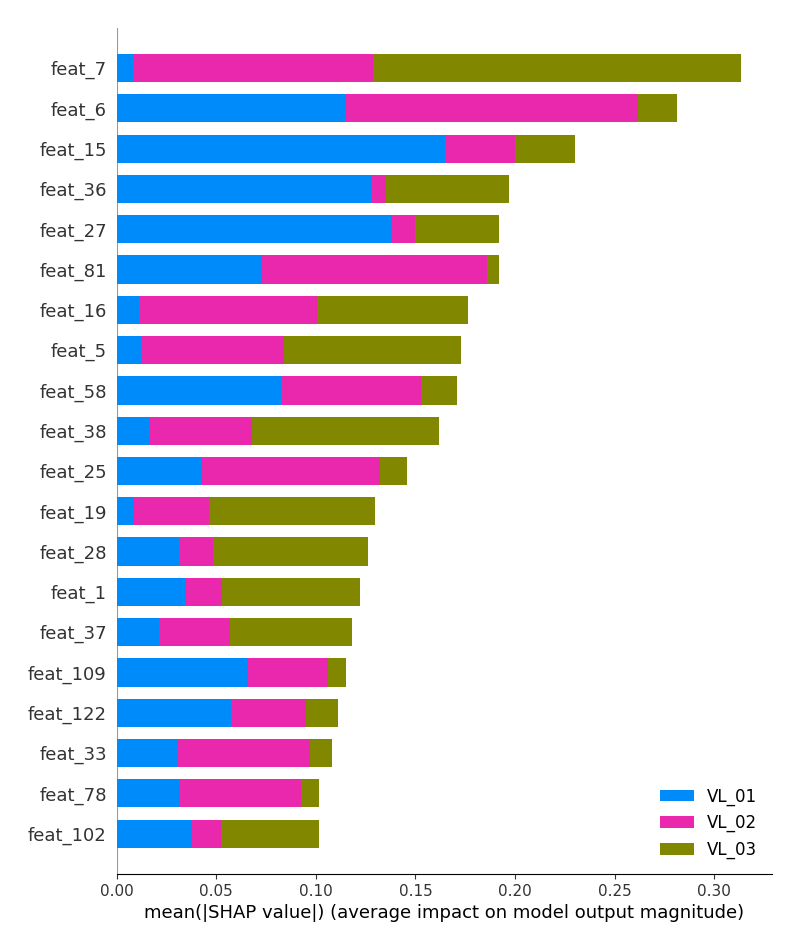 feat_7
feat_6
feat_15
feat_36
feat_27
feat_81
feat_16
feat_5
feat_58
feat_38
feat_25
feat_19
feat_28
feat_1
feat_37
feat_109
feat_122
feat_33
feat_78
feat_102
VL_01
VL_02
VL_03
0.00 0.05 0.10 0.15 0.20 0.25 0.30
mean(|SHAP value|) (average impact on model output magnitude)